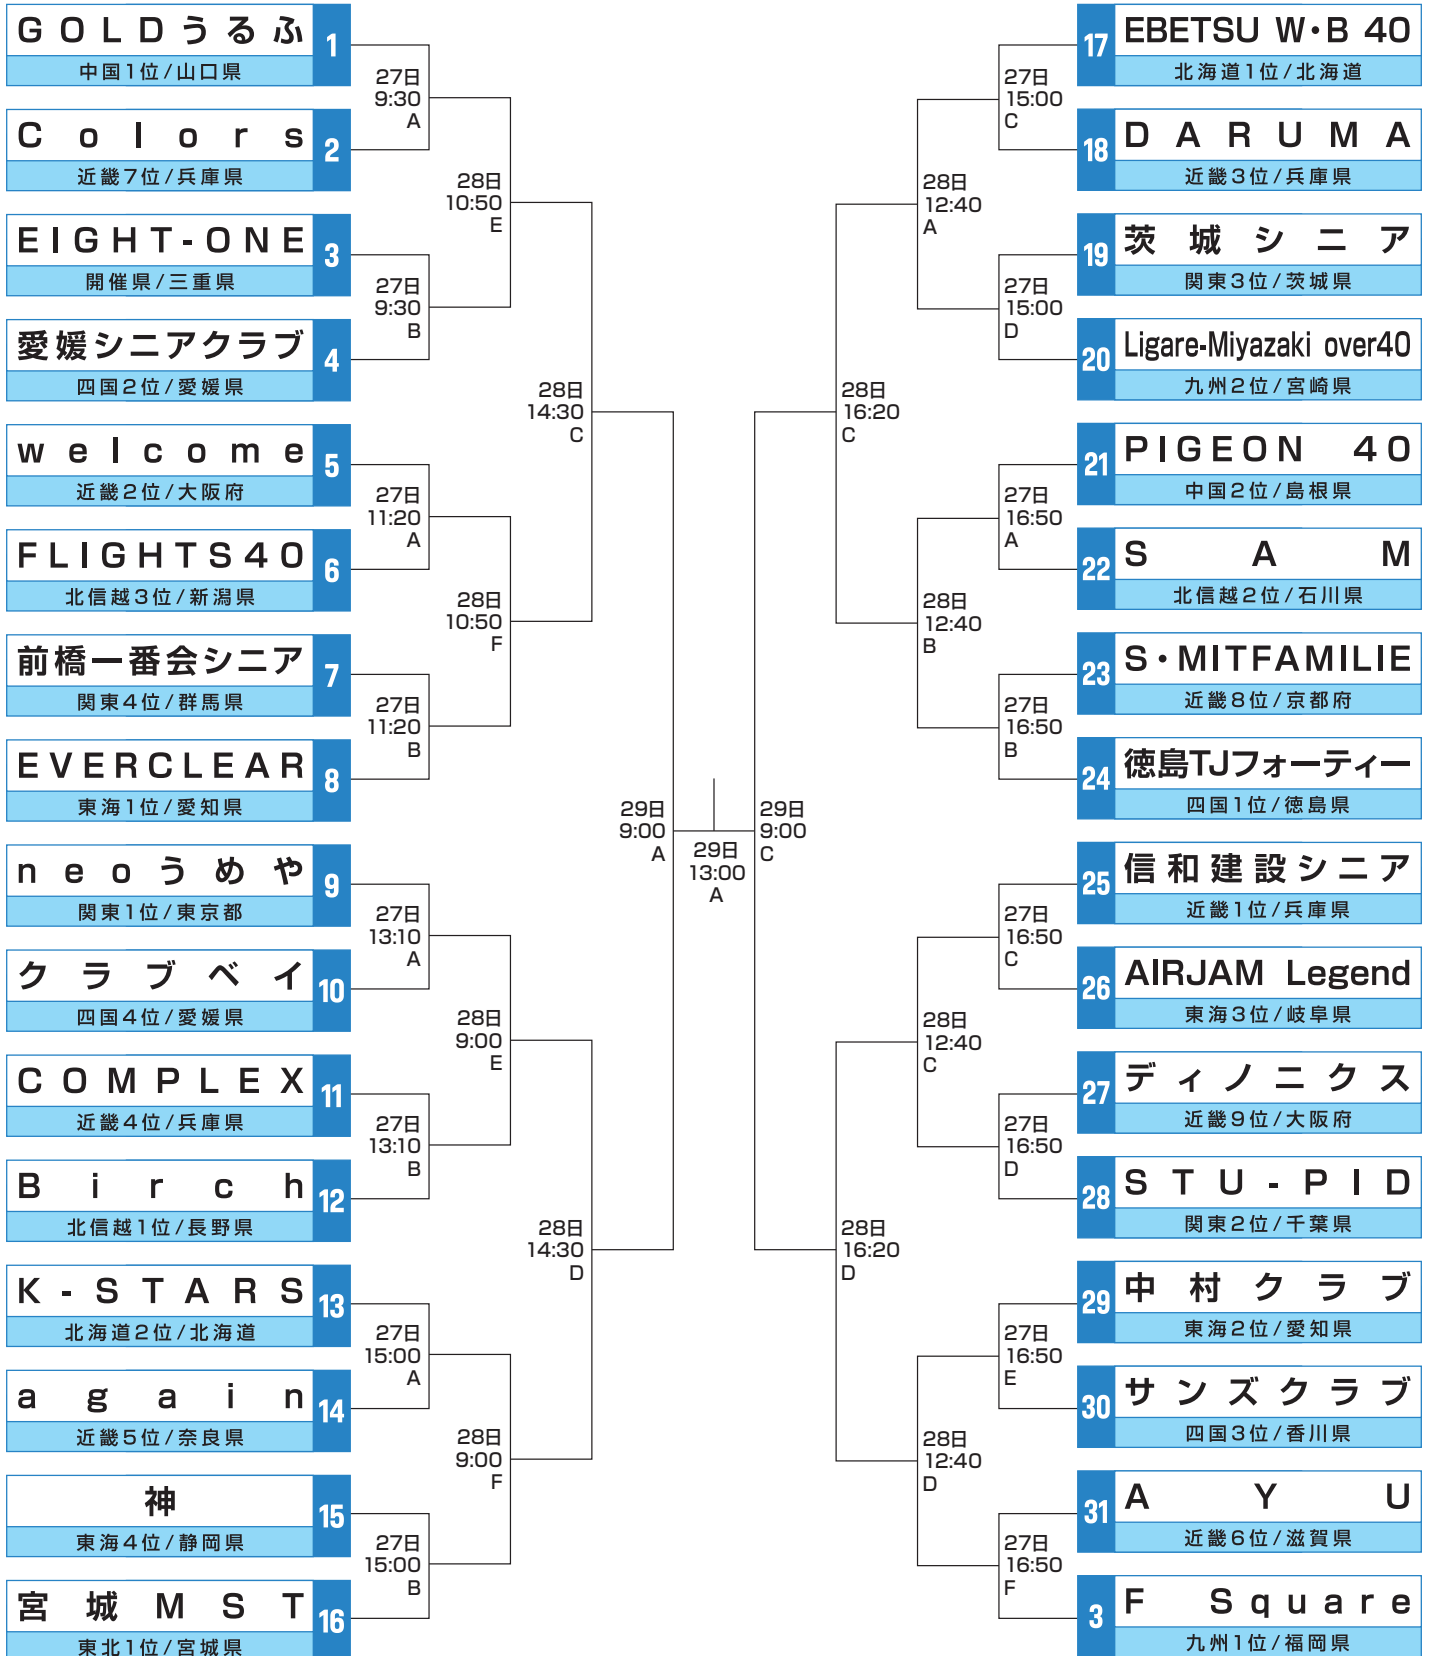 GOLDうるふ
中国1位/山口県
1
Colors
近畿7位/兵庫県
2
27日
9:30
A
EIGHT-ONE
開催県/三重県
3
愛媛シニアクラブ
四国2位/愛媛県
4
27日
9:30
B
28日
10:50
E
welcome
近畿2位/大阪府
5
FLIGHTS40
北信越3位/新潟県
6
27日
11:20
A
前橋一番会シニア
関東4位/群馬県
7
EVERCLEAR
東海1位/愛知県
8
27日
11:20
B
28日
10:50
F
28日
14:30
C
neoうめや
関東1位/東京都
9
クラブベイ
四国4位/愛媛県
10
27日
13:10
A
COMPLEX
近畿4位/兵庫県
11
Birch
北信越1位/長野県
12
27日
13:10
B
28日
9:00
E
K-STARS
北海道2位/北海道
13
again
近畿5位/奈良県
14
27日
15:00
A
神
東海4位/静岡県
15
宮城MST
東北1位/宮城県
16
27日
15:00
B
28日
9:00
F
28日
14:30
D
29日
9:00
A
29日
13:00
A
29日
9:00
C
17
EBETSU W・B 40
北海道1位/北海道
18
DARUMA
近畿3位/兵庫県
27日
15:00
C
19
茨城シニア
関東3位/茨城県
20
Ligare-Miyazaki over40
九州2位/宮崎県
27日
15:00
D
28日
12:40
A
21
PIGEON 40
中国2位/島根県
22
SAM
北信越2位/石川県
27日
16:50
A
23
S・MITFAMILIE
近畿8位/京都府
24
徳島TJフォーティー
四国1位/徳島県
27日
16:50
B
28日
12:40
B
28日
16:20
C
25
信和建設シニア
近畿1位/兵庫県
26
AIRJAM Legend
東海3位/岐阜県
27日
16:50
C
27
ディノニクス
近畿9位/大阪府
28
STU-PID
関東2位/千葉県
27日
16:50
D
28日
12:40
C
29
中村クラブ
東海2位/愛知県
30
サンズクラブ
四国3位/香川県
27日
16:50
E
31
AYU
近畿6位/滋賀県
3
F Square
九州1位/福岡県
27日
16:50
F
28日
12:40
D
28日
16:20
D